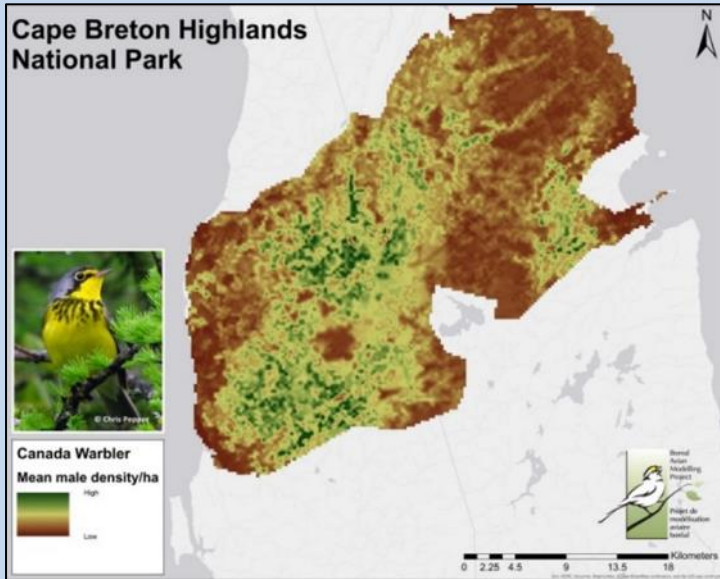 Cape Breton Highlands
National Park
N
© Chris Pepper
Canada Warbler
Mean male density/ha
High
Low
Boreal
Avian
Modelling
Project
Projet de
modélisation
aviaire
boréal
Kilometers
0 2.25 4.5 9 13.5 18